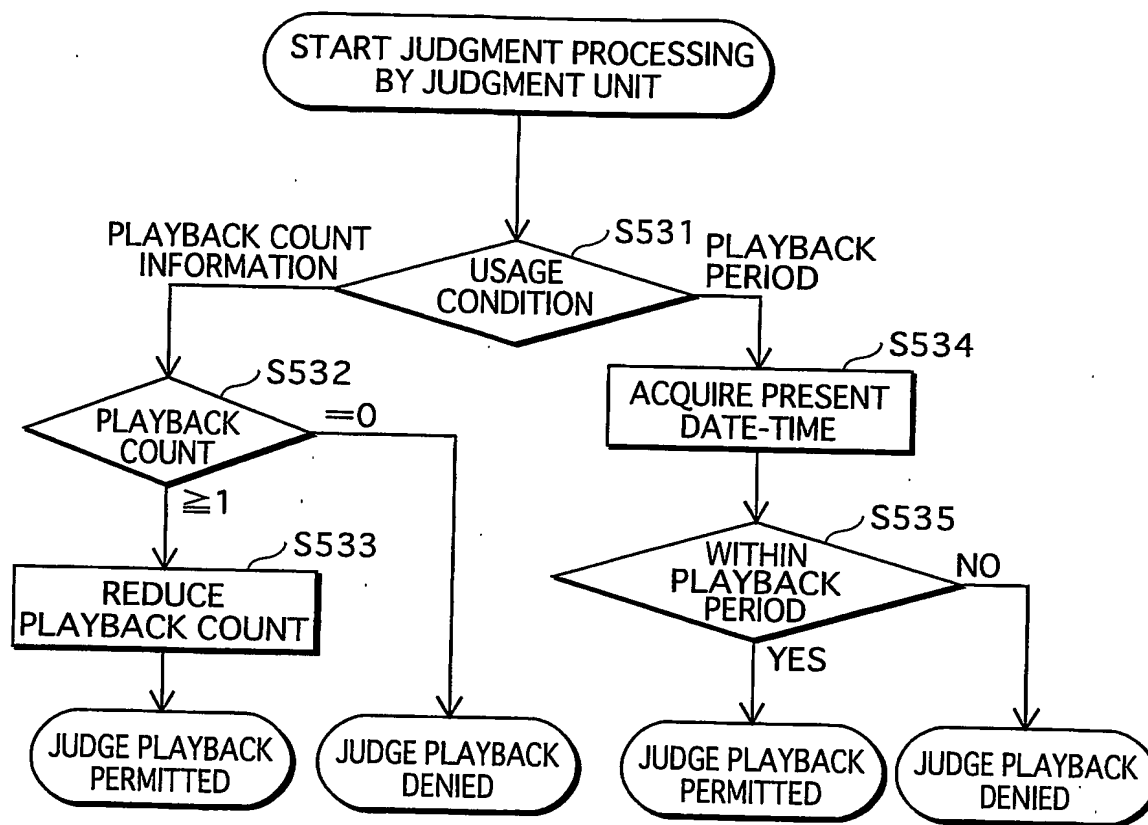 START JUDGMENT PROCESSING
BY JUDGMENT UNIT
S531
PLAYBACK COUNT
INFORMATION
USAGE
CONDITION
PLAYBACK
PERIOD
S532
PLAYBACK
COUNT
=0
≧1
S533
REDUCE
PLAYBACK COUNT
JUDGE PLAYBACK
PERMITTED
JUDGE PLAYBACK
DENIED
S534
ACQUIRE PRESENT
DATE-TIME
S535
WITHIN
PLAYBACK
PERIOD
NO
YES
JUDGE PLAYBACK
PERMITTED
JUDGE PLAYBACK
DENIED